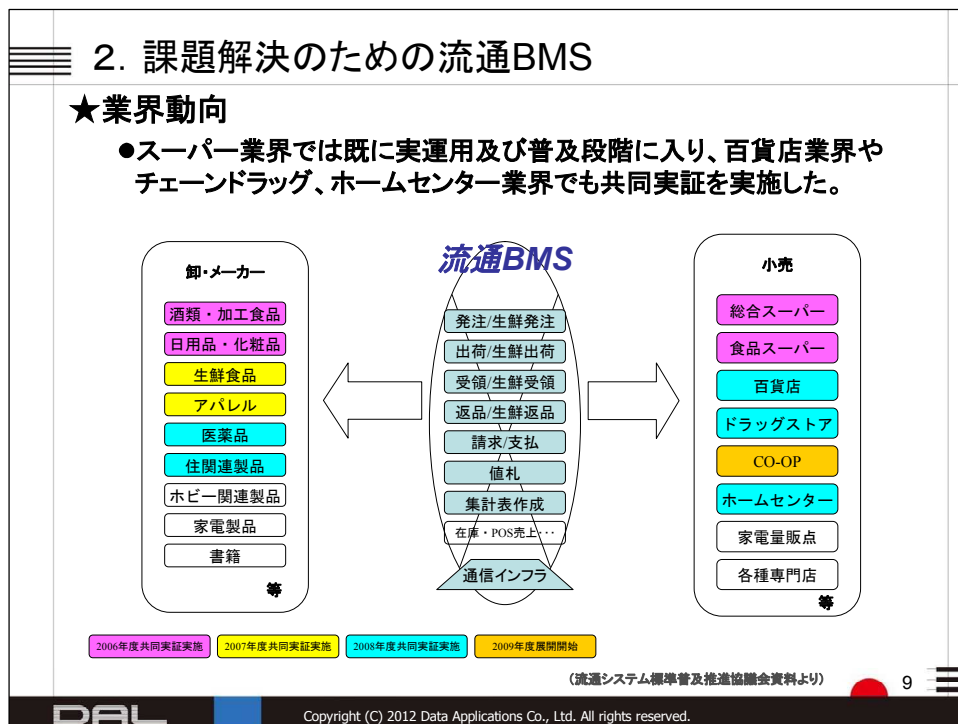 2．課題解決のための流通BMS
★業界動向
●スーパー業界では既に実運用及び普及段階に入り、百貨店業界や
チェーンドラッグ、ホームセンター業界でも共同実証を実施した。
卸・メーカー
酒類・加工食品
日用品・化粧品
生鮮食品
アパレル
医薬品
住関連製品
ホビー関連製品
家電製品
書籍
等
流通BMS
発注/生鮮発注
出荷/生鮮出荷
受領/生鮮受領
返品/生鮮返品
請求/支払
値札
集計表作成
在庫・POS売上･･･
通信インフラ
小売
総合スーパー
食品スーパー
百貨店
ドラッグストア
CO-OP
ホームセンター
家電量販点
各種専門店
等
2006年度共同実証実施
2007年度共同実証実施
2008年度共同実証実施
2009年度展開開始
（流通システム標準普及推進協議会資料より）
9
DAL
Copyright (C) 2012 Data Applications Co., Ltd. All rights reserved.